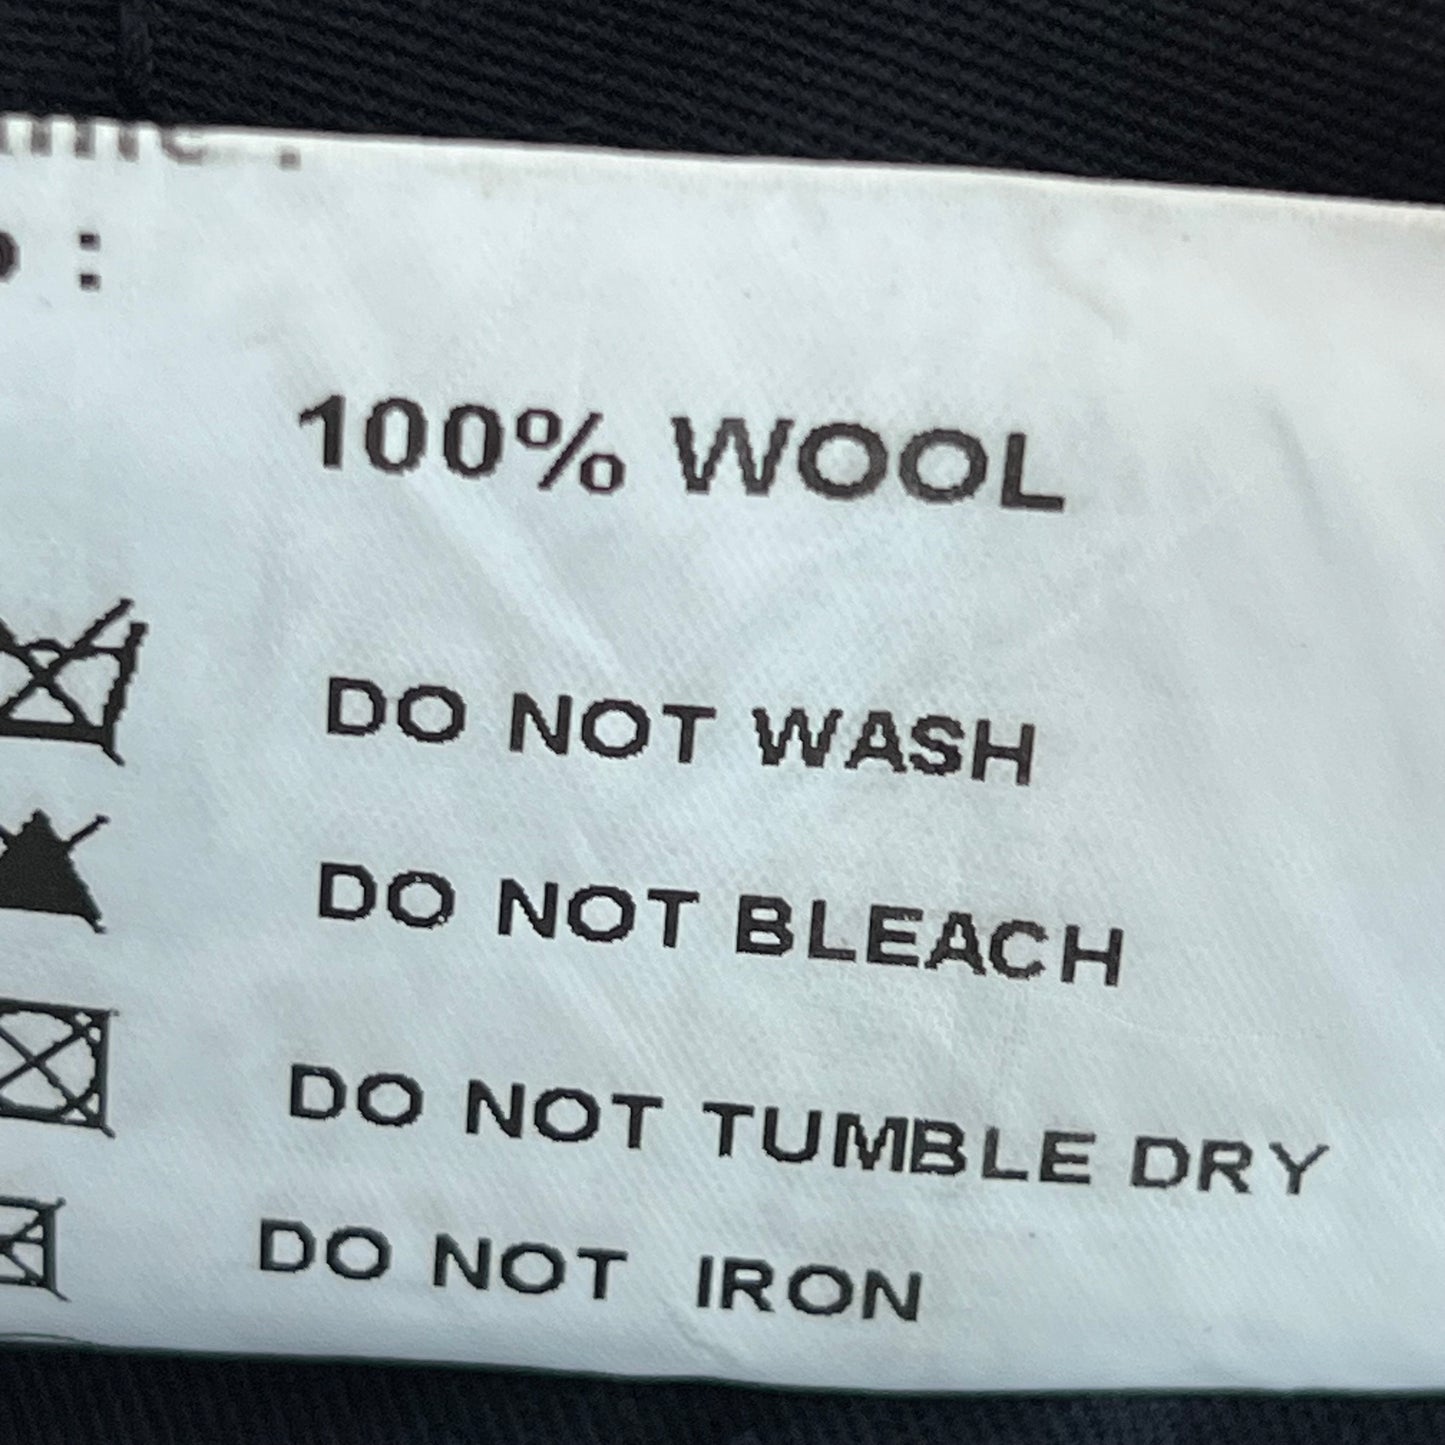 100% WOOL
DO NOT WASH
DO NOT BLEACH
DO NOT TUMBLE DRY
DO NOT IRON